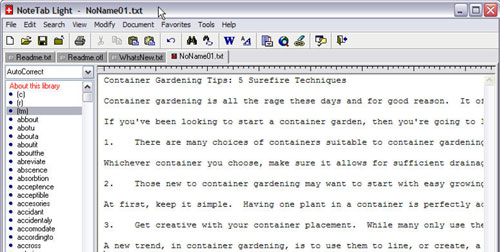 NoteTab Light - NoName01.txt
File Edit Search View Modify Document Favorites Tools Help
Readme.txt Readme.otl WhatsNew.txt NoName01.txt
AutoCorrect
About this library
(c)
(r)
(tm)
abbout
abotu
abouta
aboutit
aboutthe
abreviate
abscence
absorbtion
acceptence
acceptible
accesories
accidant
accidentaly
accomodate
accordingto
accross
Container Gardening Tips: 5 Surefire Techniques
Container gardening is all the rage these days and for good reason. It
If you've been looking to start a container garden, then you're going to
1. There are many choices of containers suitable to container gardening
Whichever container you choose, make sure it allows for sufficient drainag
2. Those new to container gardening may want to start with easy growing
At first, keep it simple. Having one plant in a container is perfectly ac
3. Get creative with your container placement. While many only use the
A new trend, in container gardening, is to use them to line, or create, a